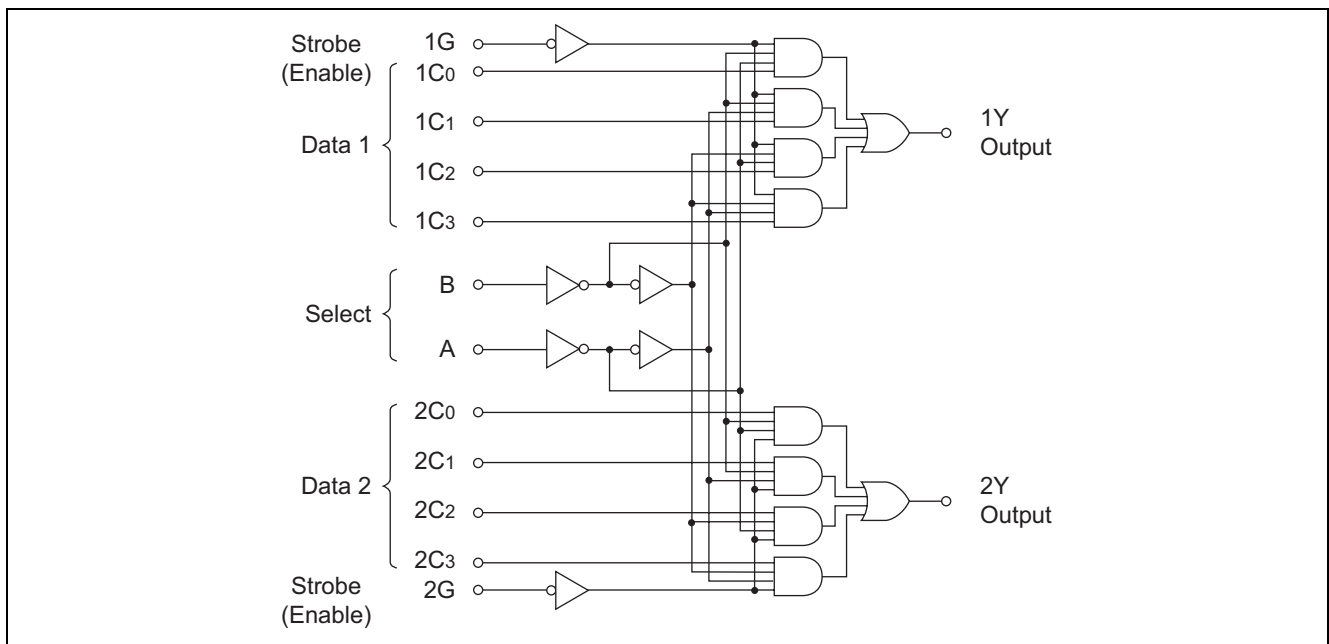 Strobe
(Enable)
1G
Data 1
1C0
1C1
1C2
1C3
1Y
Output
Select
B
A
Data 2
2C0
2C1
2C2
2C3
2Y
Output
Strobe
(Enable)
2G